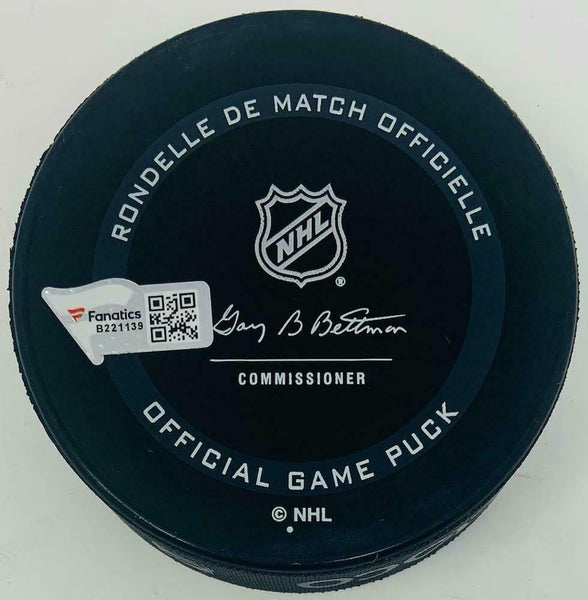 RONDELLE DE MATCH OFFICIELLE
NHL
®
Fanatics
B221139
Gary B Bettman
COMMISSIONER
OFFICIAL GAME PUCK
© NHL